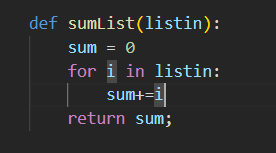 def sumList(listin):
    sum = 0
    for i in listin:
        sum+=i
    return sum;